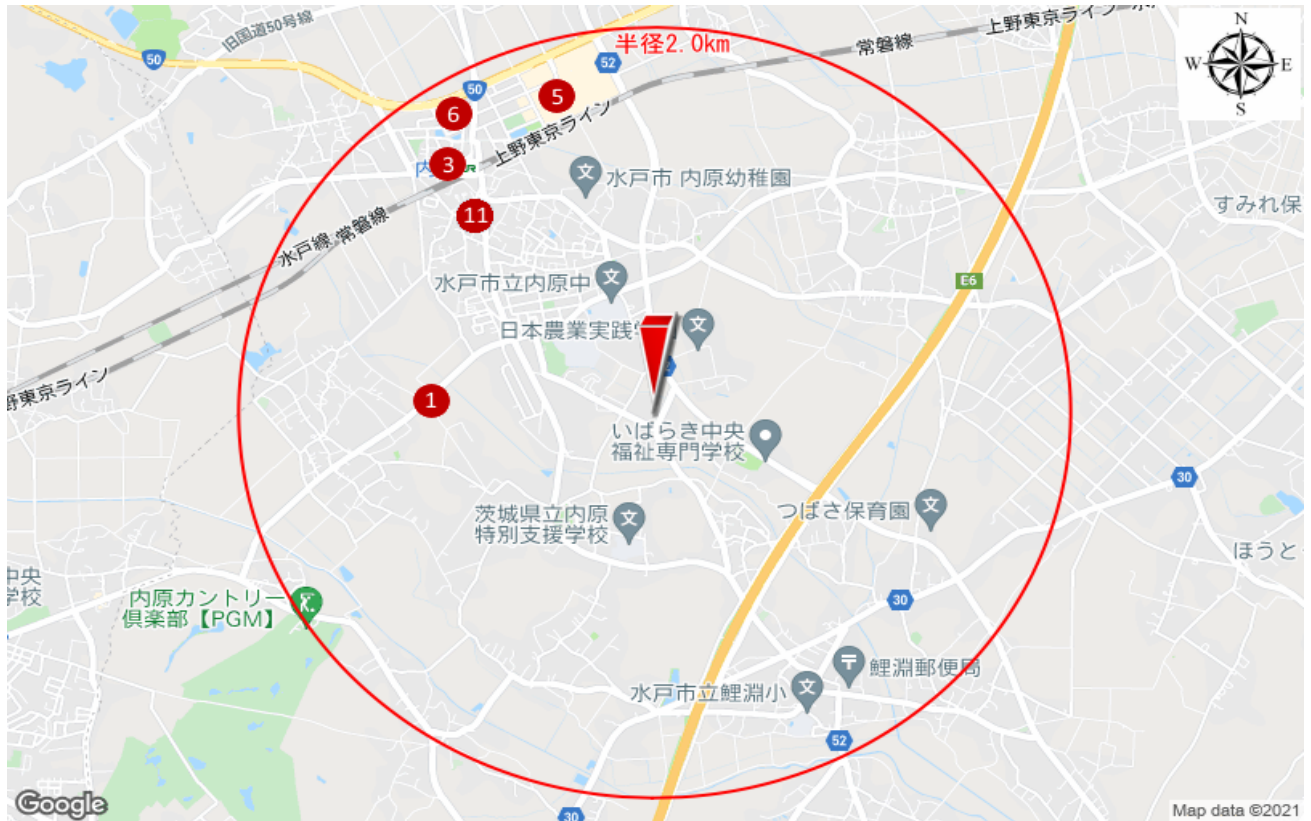 旧国道50号線
50
半径2.0km
52
常磐線
上野東京ライン
N
W
E
S
50
6
5
上野東京ライン
3
11
水戸市 内原幼稚園
すみれ保
水戸線
常磐線
水戸市立内原中
E6
日本農業実践
野東京ライン
1
いばらき中央
福祉専門学校
30
茨城県立内原
特別支援学校
つばさ保育園
ほうと
中央
学校
内原カントリー
倶楽部【PGM】
30
鯉淵郵便局
水戸市立鯉淵小
52
30
Google
Map data ©2021